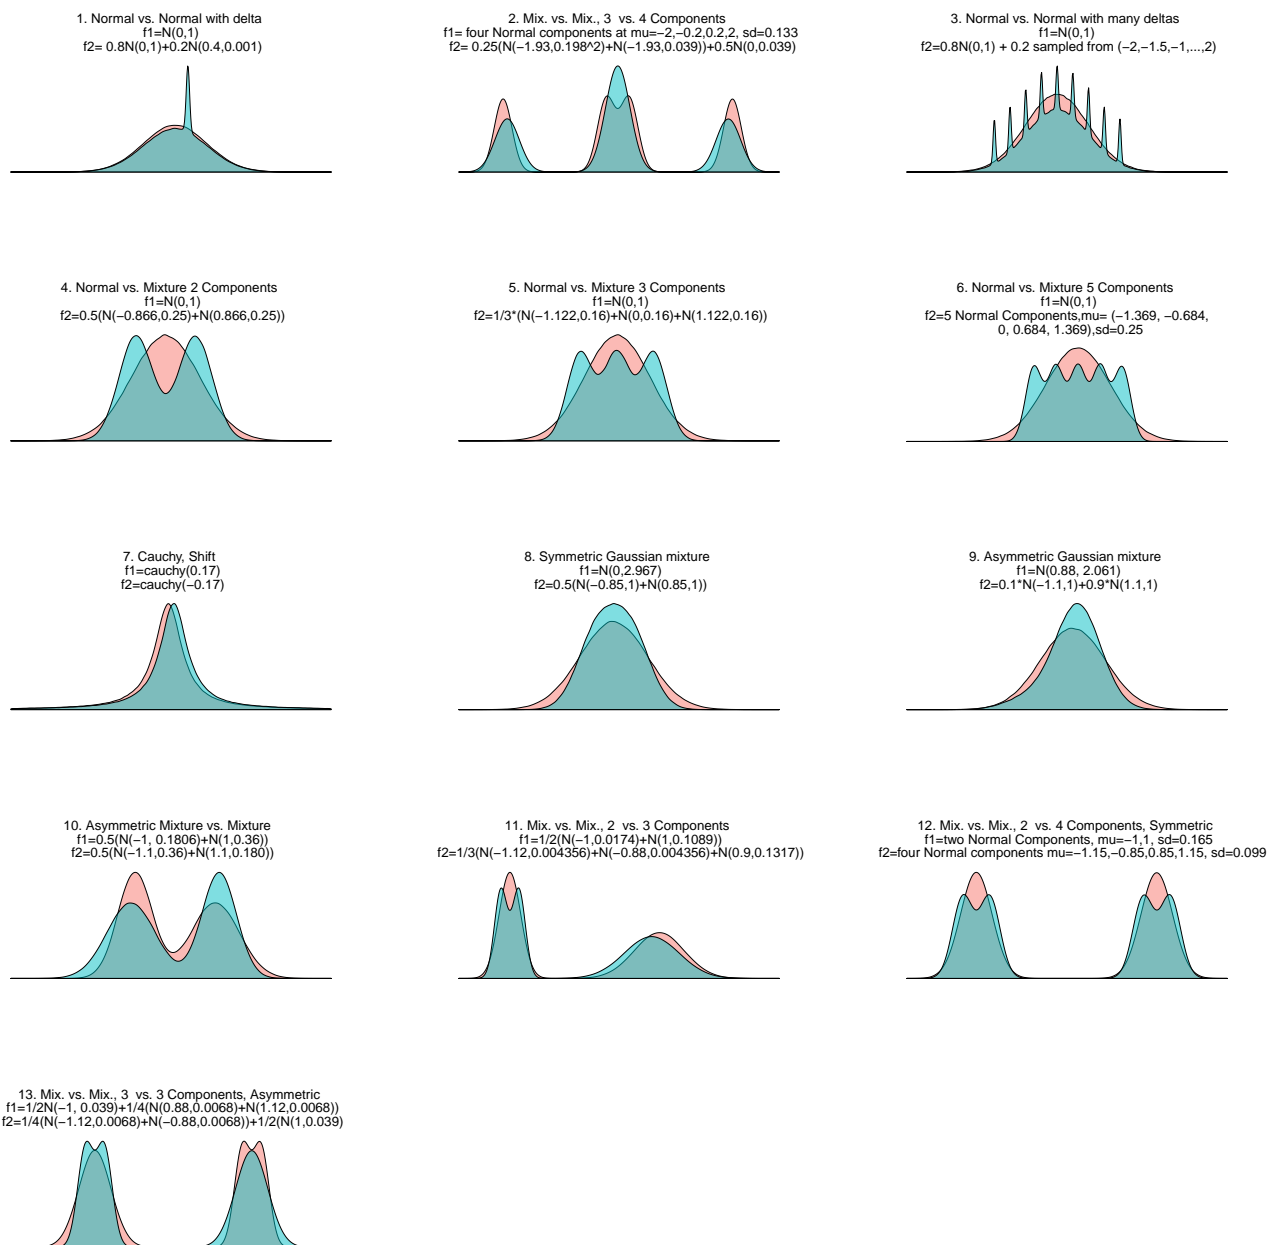 1. Normal vs. Normal with delta
f1=N(0,1)
f2= 0.8N(0,1)+0.2N(0.4,0.001)
2. Mix. vs. Mix., 3 vs. 4 Components
f1= four Normal components at mu=−2,−0.2,0.2,2, sd=0.133
f2= 0.25(N(−1.93,0.198^2)+N(−1.93,0.039))+0.5N(0,0.039)
3. Normal vs. Normal with many deltas
f1=N(0,1)
f2=0.8N(0,1) + 0.2 sampled from (−2,−1.5,−1,...,2)
4. Normal vs. Mixture 2 Components
f1=N(0,1)
f2=0.5(N(−0.866,0.25)+N(0.866,0.25))
5. Normal vs. Mixture 3 Components
f1=N(0,1)
f2=1/3*(N(−1.122,0.16)+N(0,0.16)+N(1.122,0.16))
6. Normal vs. Mixture 5 Components
f1=N(0,1)
f2=5 Normal Components,mu= (−1.369, −0.684,
0, 0.684, 1.369),sd=0.25
7. Cauchy, Shift
f1=cauchy(0.17)
f2=cauchy(−0.17)
8. Symmetric Gaussian mixture
f1=N(0,2.967)
f2=0.5(N(−0.85,1)+N(0.85,1))
9. Asymmetric Gaussian mixture
f1=N(0.88, 2.061)
f2=0.1*N(−1.1,1)+0.9*N(1.1,1)
10. Asymmetric Mixture vs. Mixture
f1=0.5(N(−1, 0.1806)+N(1,0.36))
f2=0.5(N(−1.1,0.36)+N(1.1,0.180))
11. Mix. vs. Mix., 2 vs. 3 Components
f1=1/2(N(−1,0.0174)+N(1,0.1089))
f2=1/3(N(−1.12,0.004356)+N(−0.88,0.004356)+N(0.9,0.1317))
12. Mix. vs. Mix., 2 vs. 4 Components, Symmetric
f1=two Normal Components, mu=−1,1, sd=0.165
f2=four Normal components mu=−1.15,−0.85,0.85,1.15, sd=0.099
13. Mix. vs. Mix., 3 vs. 3 Components, Asymmetric
f1=1/2N(−1, 0.039)+1/4(N(0.88,0.0068)+N(1.12,0.0068))
f2=1/4(N(−1.12,0.0068)+N(−0.88,0.0068))+1/2(N(1,0.039)